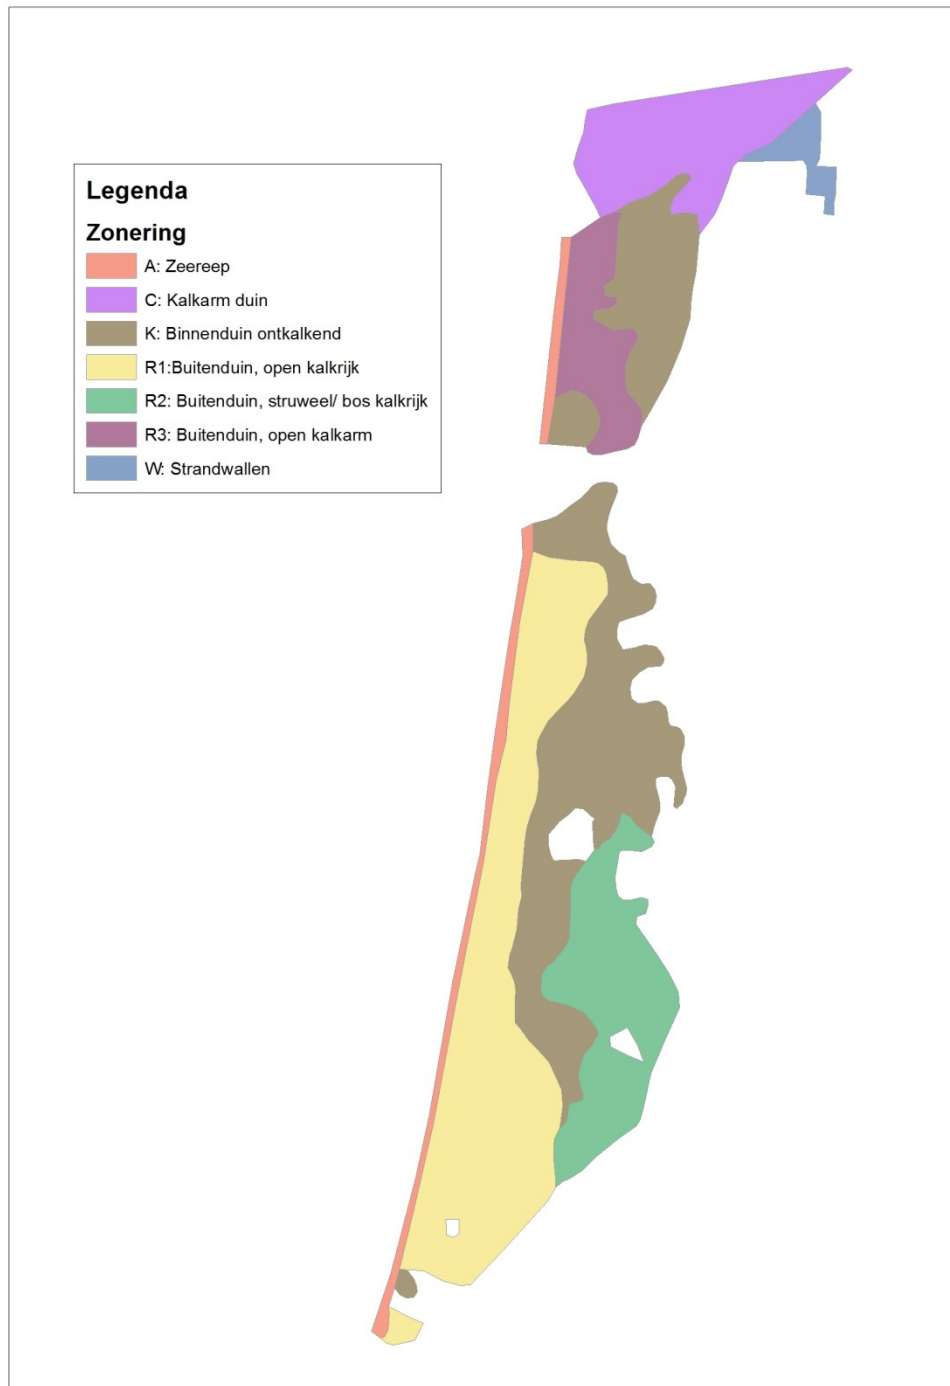 Legenda
Zonering
A: Zeereep
C: Kalkarm duin
K: Binnenduin ontkalkend
R1:Buitenduin, open kalkrijk
R2: Buitenduin, struweel/ bos kalkrijk
R3: Buitenduin, open kalkarm
W: Strandwallen